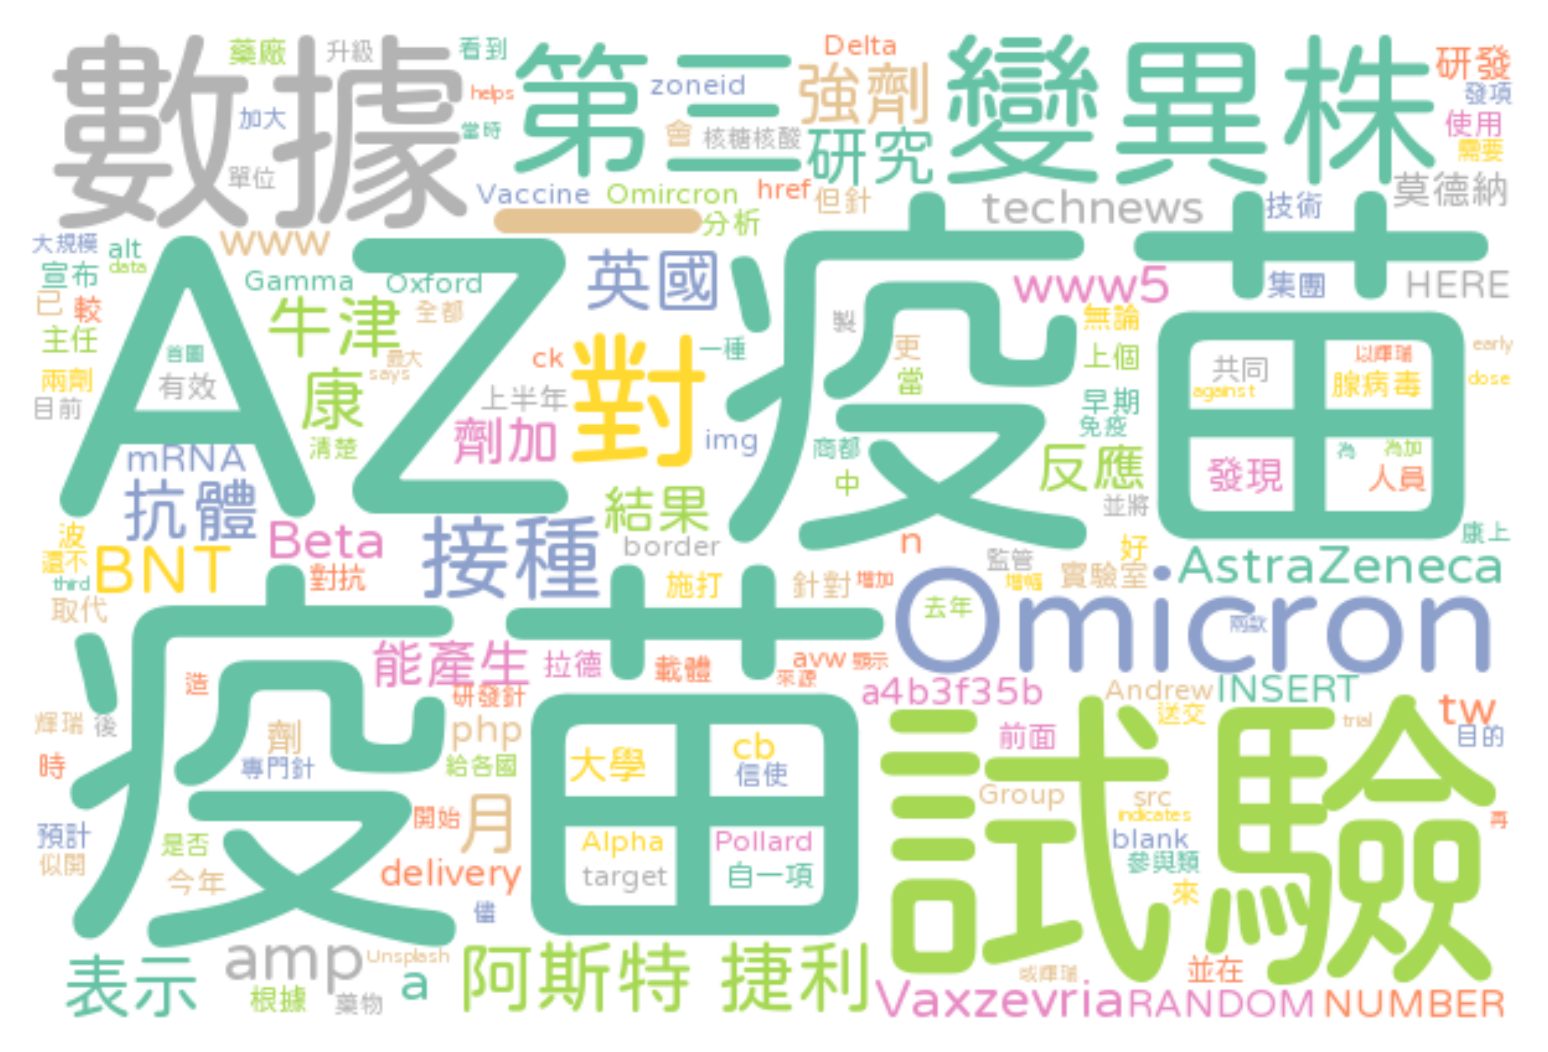 數據
藥廠
升級
看到
第三
Delta
zoneid
強劑
變異株
研發
helps
發項
加大
當時
會
核糖核酸
研究
使用
需要
單位
Vaccine
Omircron
href
但針
technews
技術
莫德納
一
分析
大規模
alt
www
data
宣布
Gamma
Oxford
英國
www5
集團
HERE
已
較
牛津
全都
AZ疫苗
製
無論
主任
首圖
最大
says
ck
對
一種
更
上個
共同
以輝瑞
early
兩劑
有效
康
當
against
腺病毒
dose
目前
上半年
早期
清楚
劑加
img
商都
免疫
反應
為
為加
mRNA
中
發現
人員
抗體
結果
並將
波
BNT
Beta
接種
border
n
監管
好
康上
還不
third
對抗
施打
針對
增加
增幅
實驗室
AstraZeneca
取代
去年
Omicron
兩款
疫苗
能產生
拉德
載體
avw
顯示
來源
造
研發針
a4b3f35b
Andrew
INSERT
輝瑞
後
劑
php
送交
前面
trial
tw
目的
時
專門針
給各國
大學
cb
信使
試驗
Group
src
indicates
預計
開始
月
再
似開
是否
Alpha
Pollard
blank
今年
delivery
target
自一項
參與類
來
儘
表示
amp
Unsplash
a
阿斯特
捷利
或輝瑞
並在
根據
藥物
Vaxzevria
RANDOM
NUMBER